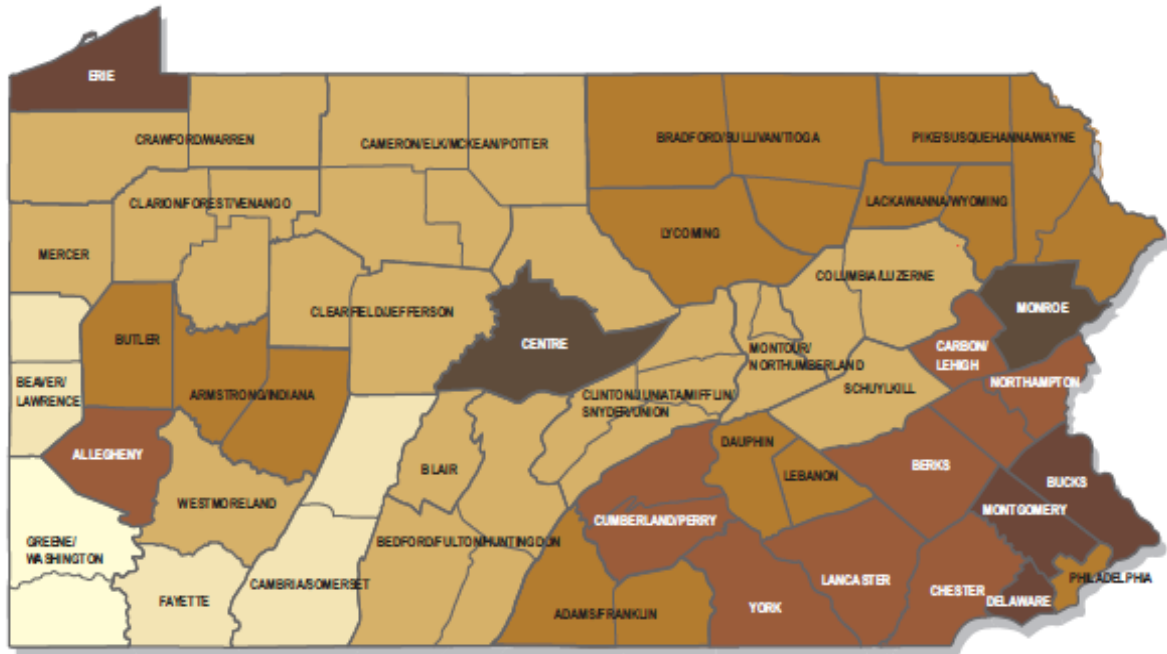 ERIE
CRAWFORD/WARREN
CAMERON/ELK/MCKEAN/POTTER
BRADFORD/SULLIVAN/TIOGA
PIKE/SUSQUEHANNA/WAYNE
CLARION/FOREST/VENANGO
LACKAWANNA/WYOMING
LYCOMING
MERCER
COLUMBIA/LUZERNE
CLEARFIELD/JEFFERSON
MONROE
BUTLER
CENTRE
MONTOUR/
NORTHUMBERLAND
CARBON/
LEHIGH
BEAVER/
LAWRENCE
ARMSTRONG/INDIANA
CLINTON/JUNIATA/MIFFLIN/
SNYDER/UNION
SCHUYLKILL
NORTHAMPTON
ALLEGHENY
BLAIR
DAUPHIN
LEBANON
BERKS
BUCKS
WESTMORELAND
MONTGOMERY
CUMBERLAND/PERRY
GREENE/
WASHINGTON
BEDFORD/FULTON/HUNTINGDON
CAMBRIA/SOMERSET
LANCASTER
PHILADELPHIA
FAYETTE
CHESTER
DELAWARE
ADAMS/FRANKLIN
YORK